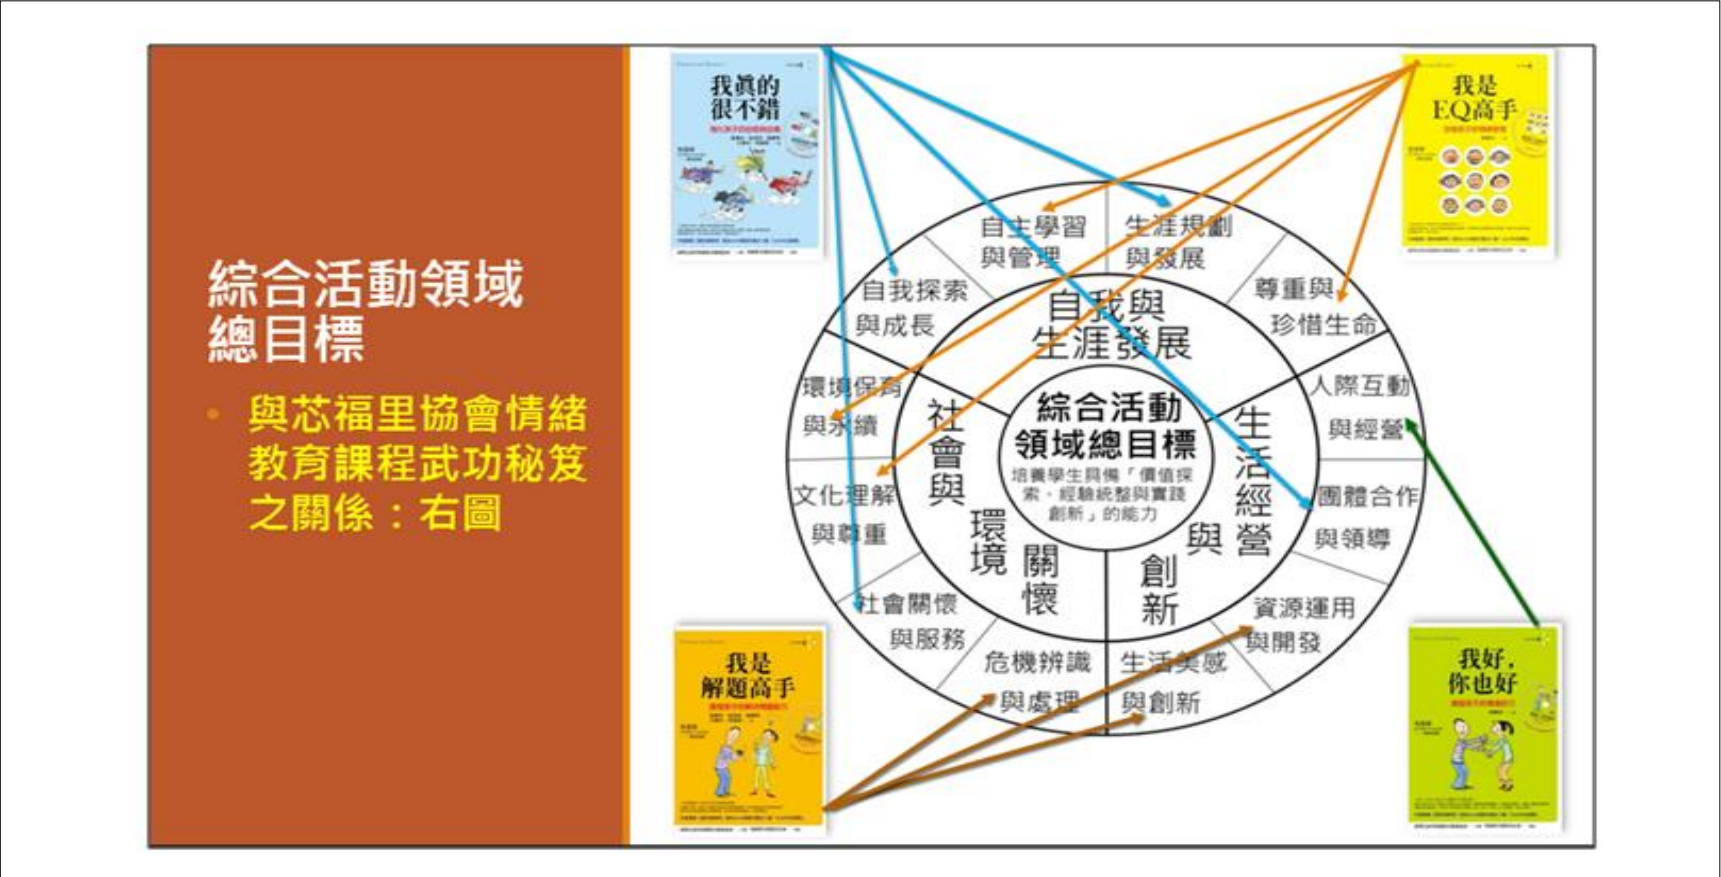 綜合活動領域
總目標
• 與芯福里協會情緒
教育課程武功秘笈
之關係：右圖
我真的
很不錯
我是
EQ高手
自主學習
與管理
生涯規劃
與發展
自我探索
與成長
尊重與
珍惜生命
自我與
生涯發展
環境保育
與永續
人際互動
與經營
社會與
環境
關懷
綜合活動
領域總目標
培養學生具備「價值探
索、經驗統整與實踐
創新」的能力
生活經營
與
創新
文化理解
與尊重
團體合作
與領導
社會關懷
與服務
資源運用
與開發
危機辨識
與處理
生活美感
與創新
我是
解題高手
我好，
你也好